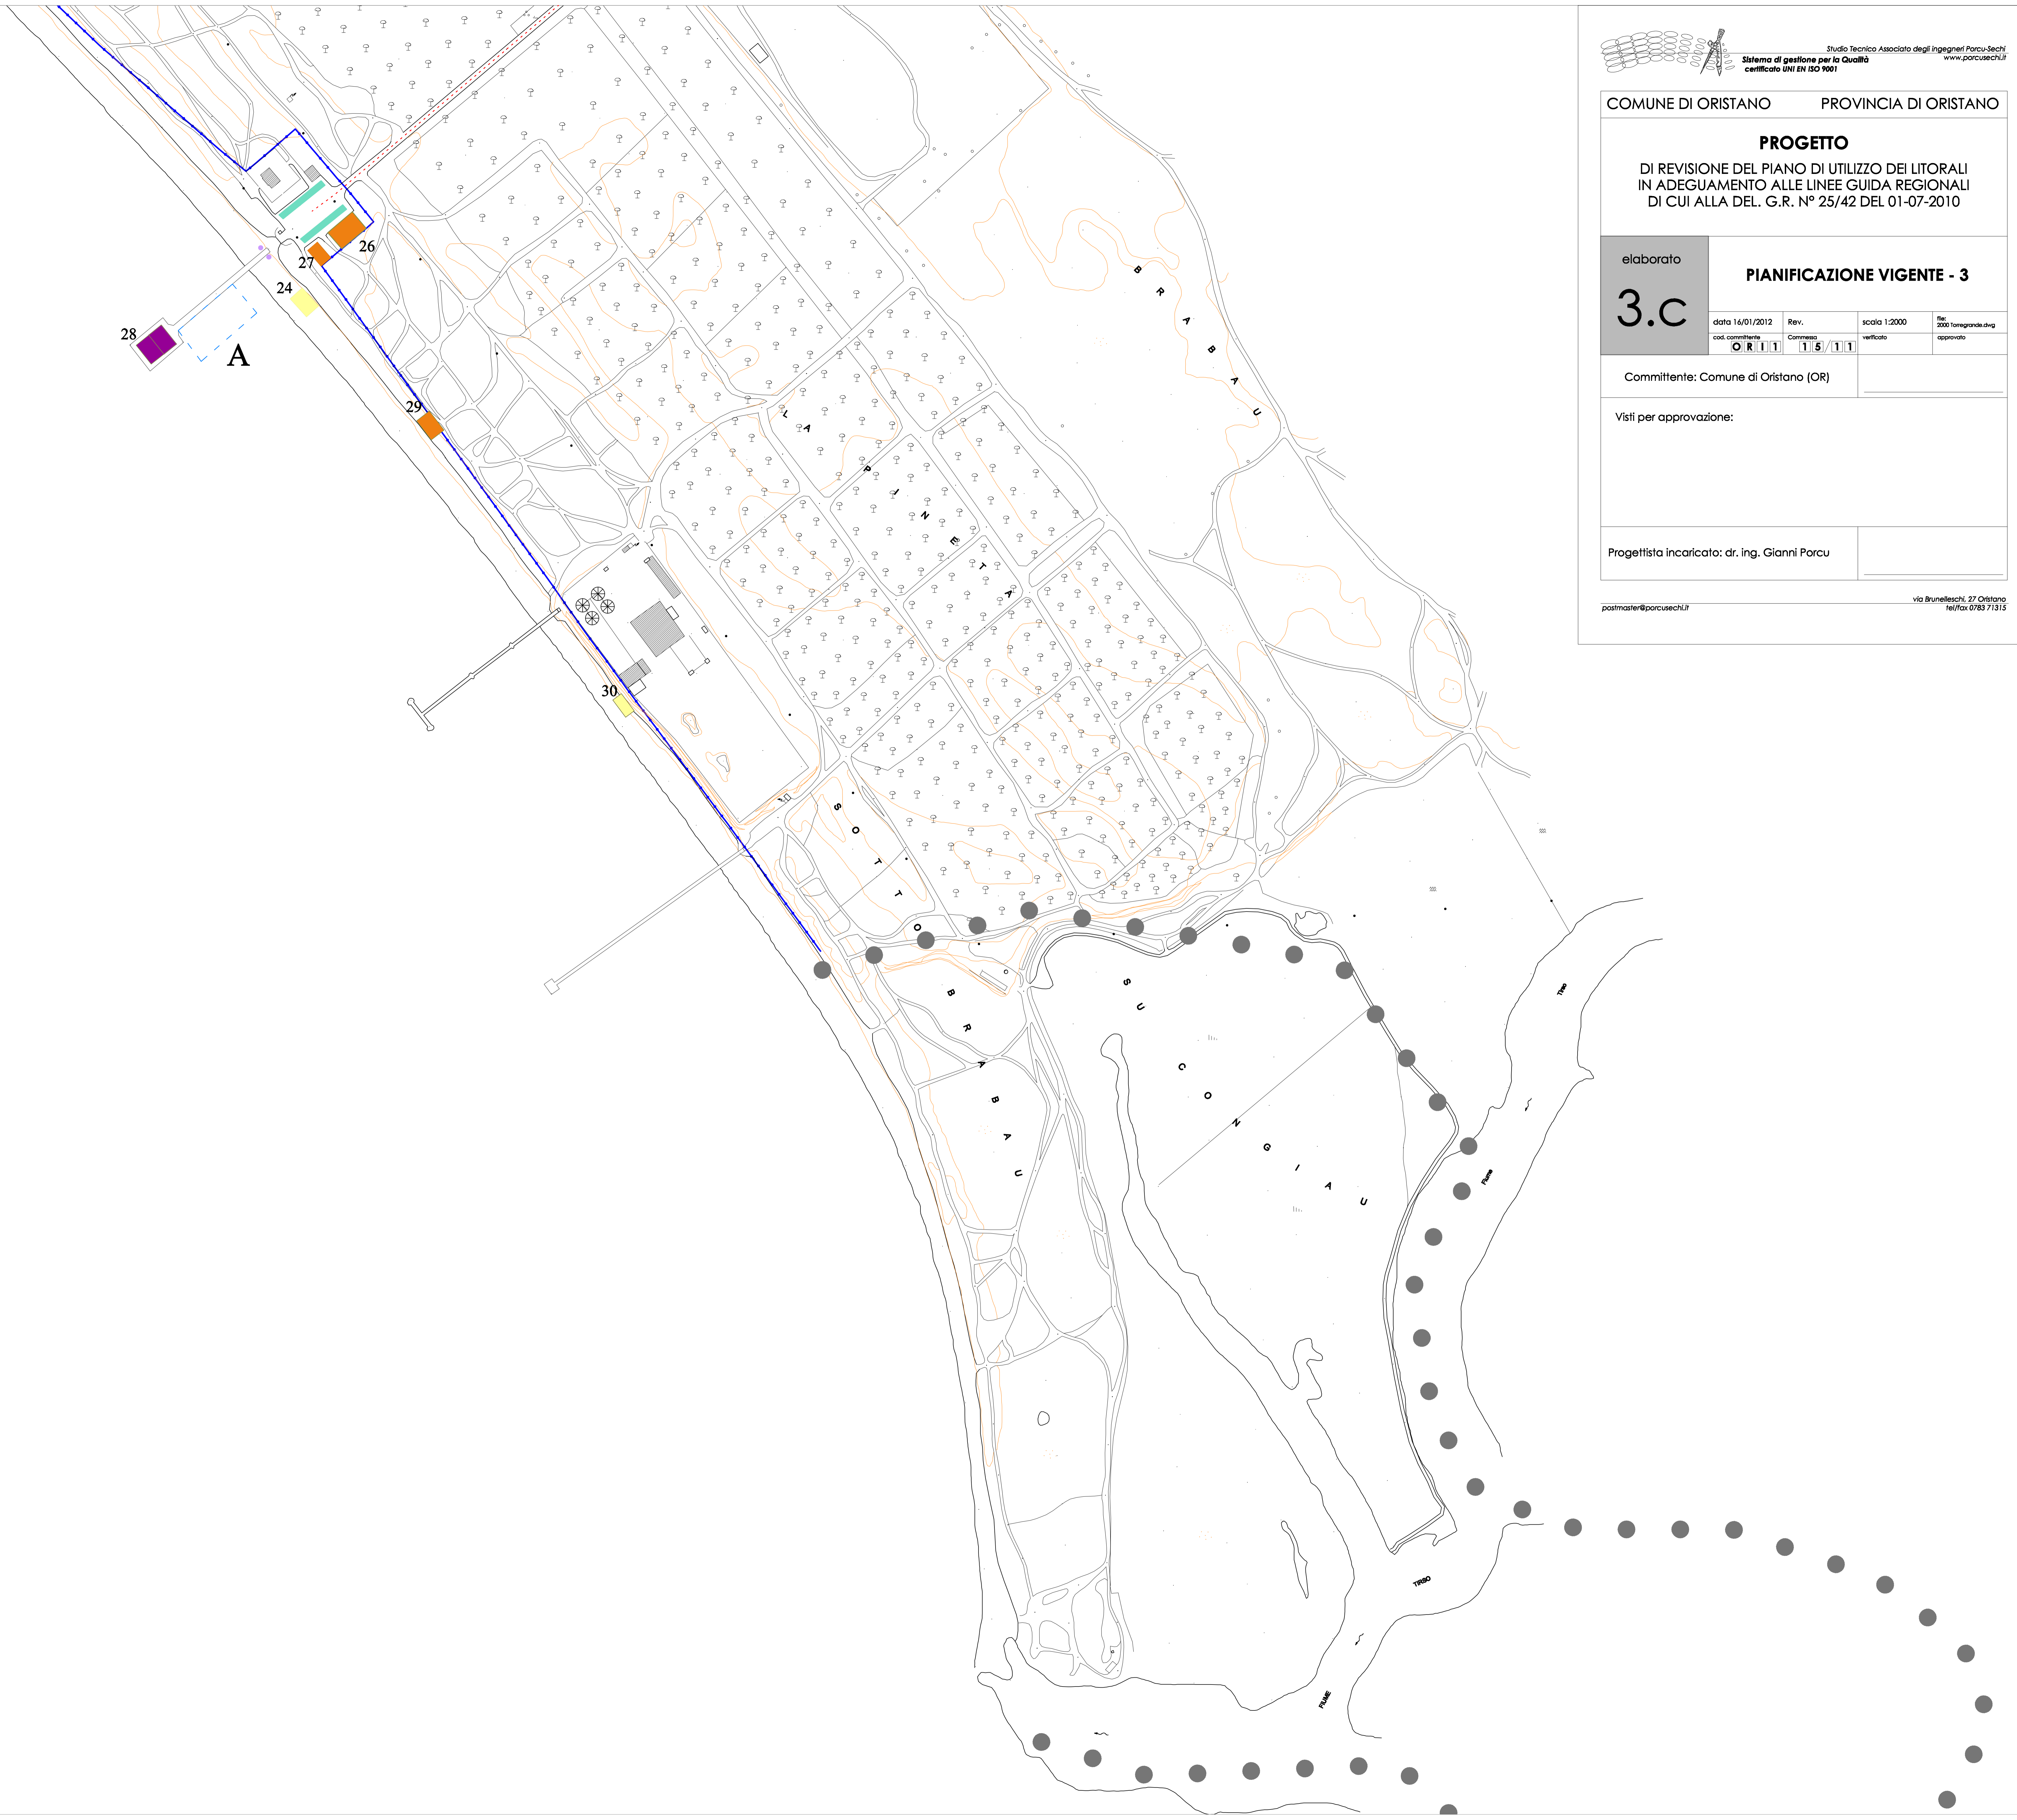 Studio Tecnico Associato degli ingegneri Porcu-Sechi
www.porcusechi.it
Sistema di gestione per la Qualità
certificato UNI EN ISO 9001
COMUNE DI ORISTANO PROVINCIA DI ORISTANO
PROGETTO
DI REVISIONE DEL PIANO DI UTILIZZO DEI LITORALI
IN ADEGUAMENTO ALLE LINEE GUIDA REGIONALI
DI CUI ALLA DEL. G.R. N° 25/42 DEL 01-07-2010
elaborato
3.c
PIANIFICAZIONE VIGENTE - 3
data 16/01/2012 Rev. scala 1:2000 file:
2000 Torregrande.dwg
cod. committente Commessa verificato approvato
ORI1 15/11
Committente: Comune di Oristano (OR)
Visti per approvazione:
Progettista incaricato: dr. ing. Gianni Porcu
via Brunelleschi, 27 Oristano
postmaster@porcusechi.it tel/fax 0783 71315
26
27
24
28
A
29
30
BRABAU
LA PINETA
SOTTO BRABAU
SU CONGIAU
Tirso
Fiume
TIRSO
FIUME